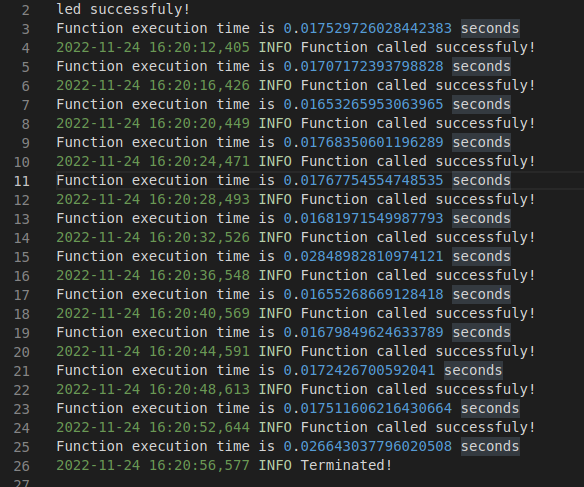 2 led successfuly!
3 Function execution time is 0.017529726028442383 seconds
4 2022-11-24 16:20:12,405 INFO Function called successfuly!
5 Function execution time is 0.01707172393798828 seconds
6 2022-11-24 16:20:16,426 INFO Function called successfuly!
7 Function execution time is 0.01653265953063965 seconds
8 2022-11-24 16:20:20,449 INFO Function called successfuly!
9 Function execution time is 0.01768350601196289 seconds
10 2022-11-24 16:20:24,471 INFO Function called successfuly!
11 Function execution time is 0.01767754554748535 seconds
12 2022-11-24 16:20:28,493 INFO Function called successfuly!
13 Function execution time is 0.01681971549987793 seconds
14 2022-11-24 16:20:32,526 INFO Function called successfuly!
15 Function execution time is 0.02848982810974121 seconds
16 2022-11-24 16:20:36,548 INFO Function called successfuly!
17 Function execution time is 0.01655268669128418 seconds
18 2022-11-24 16:20:40,569 INFO Function called successfuly!
19 Function execution time is 0.01679849624633789 seconds
20 2022-11-24 16:20:44,591 INFO Function called successfuly!
21 Function execution time is 0.0172426700592041 seconds
22 2022-11-24 16:20:48,613 INFO Function called successfuly!
23 Function execution time is 0.017511606216430664 seconds
24 2022-11-24 16:20:52,644 INFO Function called successfuly!
25 Function execution time is 0.026643037796020508 seconds
26 2022-11-24 16:20:56,577 INFO Terminated!
27